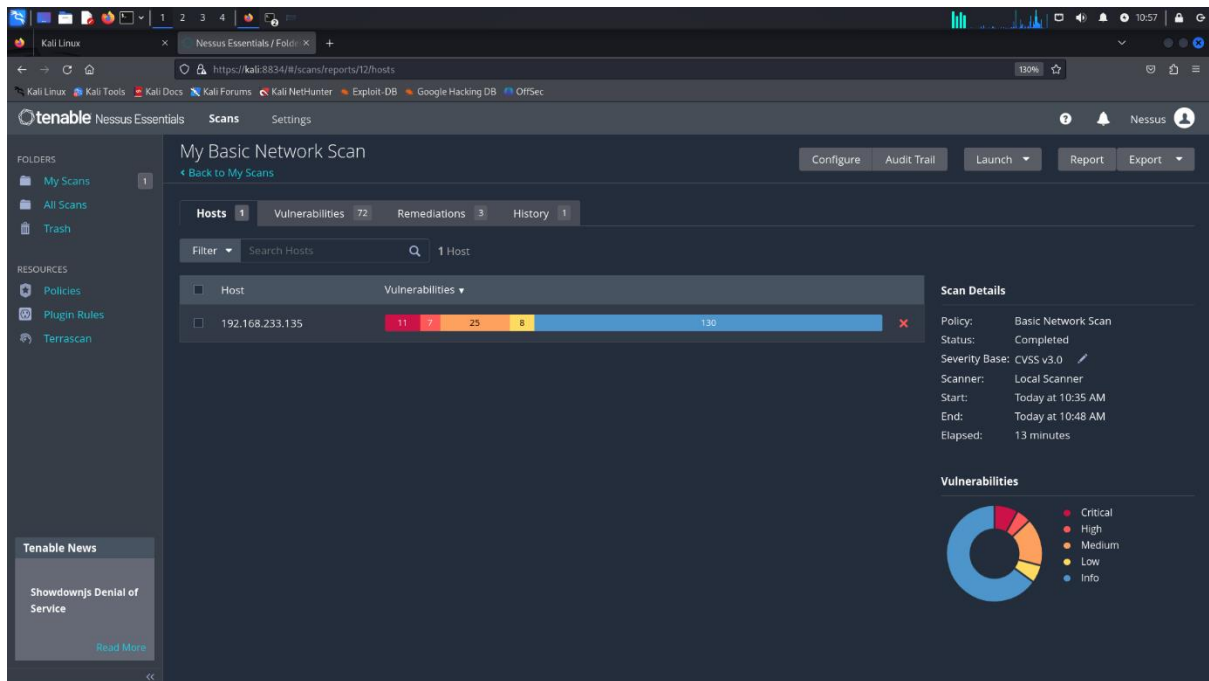 1 2 3 4 10:57
Kali Linux Nessus Essentials / Folde
https://kali:8834/#/scans/reports/12/hosts 130%
Kali Linux Kali Tools Kali Docs Kali Forums Kali NetHunter Exploit-DB Google Hacking DB OffSec
tenable Nessus Essentials Scans Settings Nessus
FOLDERS
My Scans 1
All Scans
Trash
RESOURCES
Policies
Plugin Rules
Terrascan
Tenable News
Showdownjs Denial of
Service
Read More
My Basic Network Scan
Back to My Scans
Configure Audit Trail Launch Report Export
Hosts 1 Vulnerabilities 72 Remediations 3 History 1
Filter Search Hosts 1 Host
Host Vulnerabilities
192.168.233.135 11 7 25 8 130
Scan Details
Policy: Basic Network Scan
Status: Completed
Severity Base: CVSS v3.0
Scanner: Local Scanner
Start: Today at 10:35 AM
End: Today at 10:48 AM
Elapsed: 13 minutes
Vulnerabilities
Critical
High
Medium
Low
Info